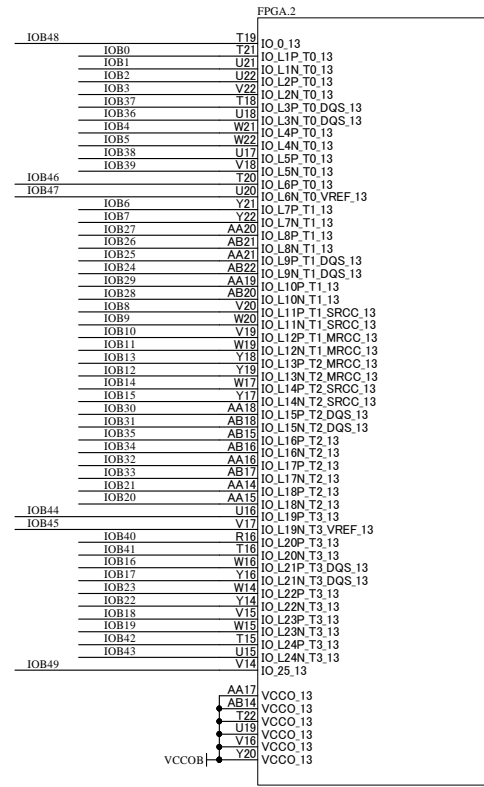 FPGA.2
IOB48 T19 IO_0_13
IOB0 T21 IO_L1P_T0_13
IOB1 U21 IO_L1N_T0_13
IOB2 U22 IO_L2P_T0_13
IOB3 V22 IO_L2N_T0_13
IOB37 T18 IO_L3P_T0_DQS_13
IOB36 U18 IO_L3N_T0_DQS_13
IOB4 W21 IO_L4P_T0_13
IOB5 W22 IO_L4N_T0_13
IOB38 U17 IO_L5P_T0_13
IOB39 V18 IO_L5N_T0_13
IOB46 T20 IO_L6P_T0_13
IOB47 U20 IO_L6N_T0_VREF_13
IOB6 Y21 IO_L7P_T1_13
IOB7 Y22 IO_L7N_T1_13
IOB27 AA20 IO_L8P_T1_13
IOB26 AB21 IO_L8N_T1_13
IOB25 AA21 IO_L9P_T1_DQS_13
IOB24 AB22 IO_L9N_T1_DQS_13
IOB29 AA19 IO_L10P_T1_13
IOB28 AB20 IO_L10N_T1_13
IOB8 V20 IO_L11P_T1_SRCC_13
IOB9 W20 IO_L11N_T1_SRCC_13
IOB10 V19 IO_L12P_T1_MRCC_13
IOB11 W19 IO_L12N_T1_MRCC_13
IOB13 Y18 IO_L13P_T2_MRCC_13
IOB12 Y19 IO_L13N_T2_MRCC_13
IOB14 W17 IO_L14P_T2_SRCC_13
IOB15 Y17 IO_L14N_T2_SRCC_13
IOB30 AA18 IO_L15P_T2_DQS_13
IOB31 AB18 IO_L15N_T2_DQS_13
IOB35 AB15 IO_L16P_T2_13
IOB34 AB16 IO_L16N_T2_13
IOB32 AA16 IO_L17P_T2_13
IOB33 AB17 IO_L17N_T2_13
IOB21 AA14 IO_L18P_T2_13
IOB20 AA15 IO_L18N_T2_13
IOB44 U16 IO_L19P_T3_13
IOB45 V17 IO_L19N_T3_VREF_13
IOB40 R16 IO_L20P_T3_13
IOB41 T16 IO_L20N_T3_13
IOB16 W16 IO_L21P_T3_DQS_13
IOB17 Y16 IO_L21N_T3_DQS_13
IOB23 W14 IO_L22P_T3_13
IOB22 Y14 IO_L22N_T3_13
IOB18 V15 IO_L23P_T3_13
IOB19 W15 IO_L23N_T3_13
IOB42 T15 IO_L24P_T3_13
IOB43 U15 IO_L24N_T3_13
IOB49 V14 IO_25_13
AA17 VCCO_13
AB14 VCCO_13
T22 VCCO_13
U19 VCCO_13
V16 VCCO_13
VCCOB Y20 VCCO_13